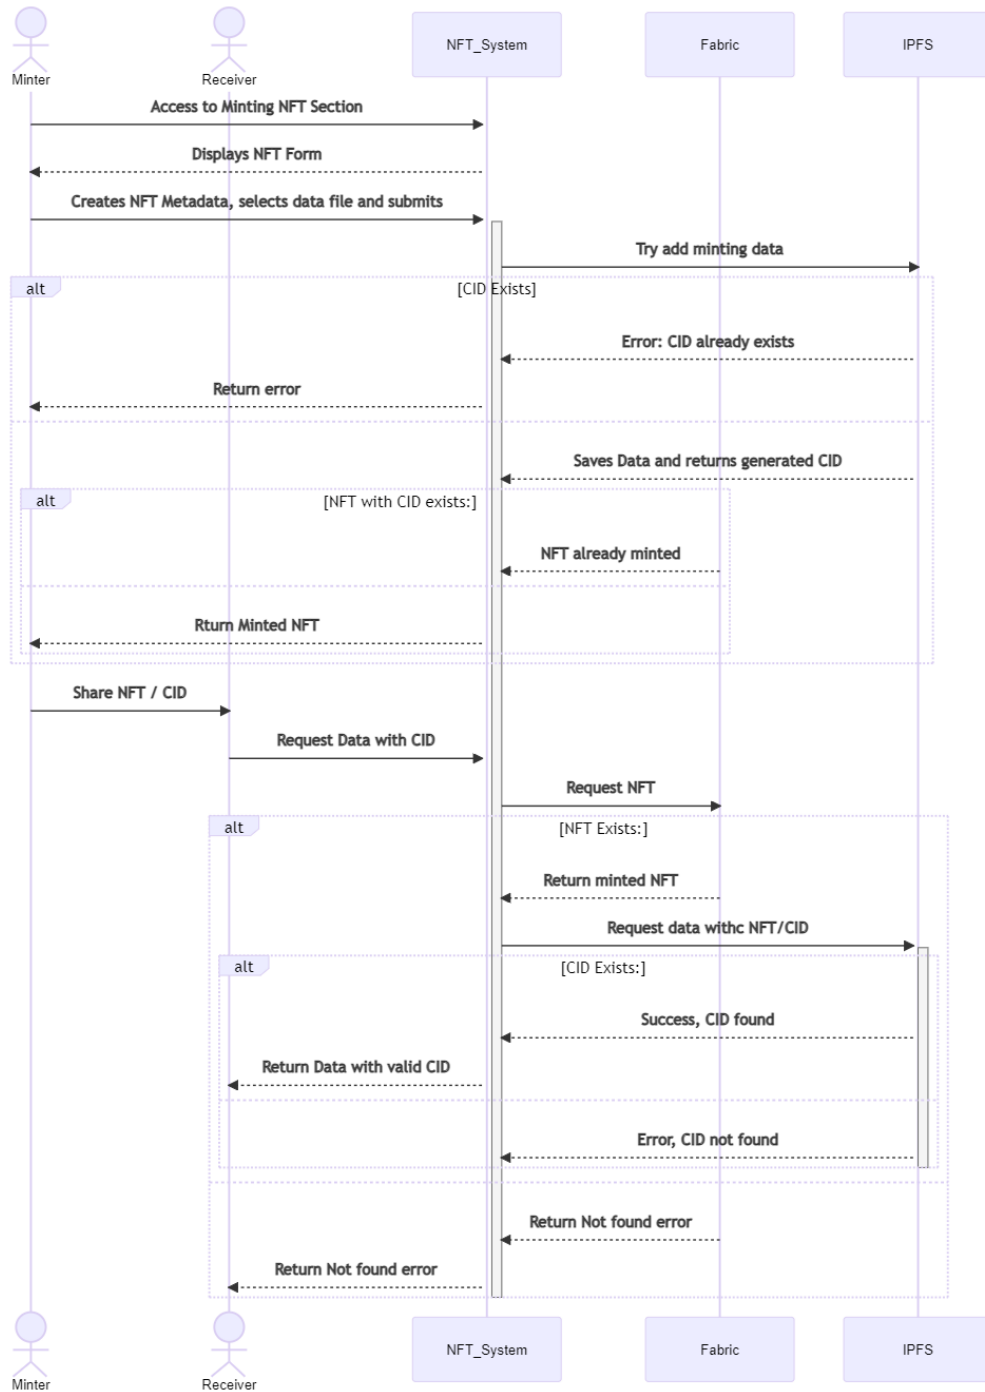 Minter
Receiver
NFT_System
Fabric
IPFS
Access to Minting NFT Section
Displays NFT Form
Creates NFT Metadata, selects data file and submits
Try add minting data
alt
[CID Exists]
Error: CID already exists
Return error
Saves Data and returns generated CID
alt
[NFT with CID exists:]
NFT already minted
Rturn Minted NFT
Share NFT / CID
Request Data with CID
Request NFT
alt
[NFT Exists:]
Return minted NFT
Request data withc NFT/CID
alt
[CID Exists:]
Success, CID found
Return Data with valid CID
Error, CID not found
Return Not found error
Return Not found error
Minter
Receiver
NFT_System
Fabric
IPFS